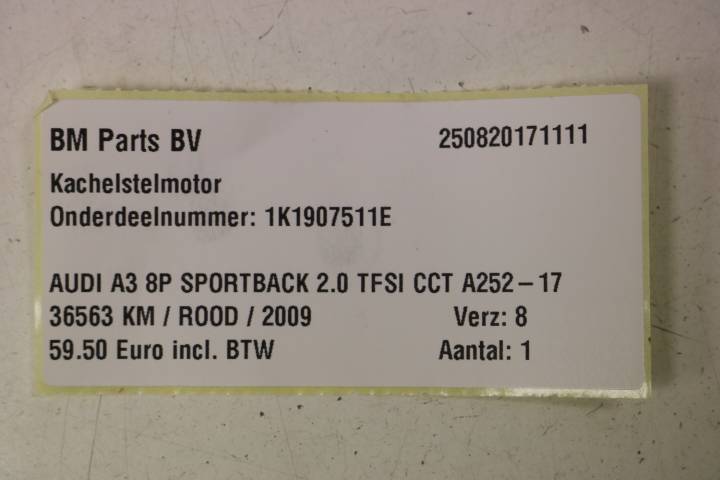 BM Parts BV 250820171111
Kachelstelmotor
Onderdeelnummer: 1K1907511E
AUDI A3 8P SPORTBACK 2.0 TFSI CCT A252-17
36563 KM / ROOD / 2009 Verz: 8
59.50 Euro incl. BTW Aantal: 1